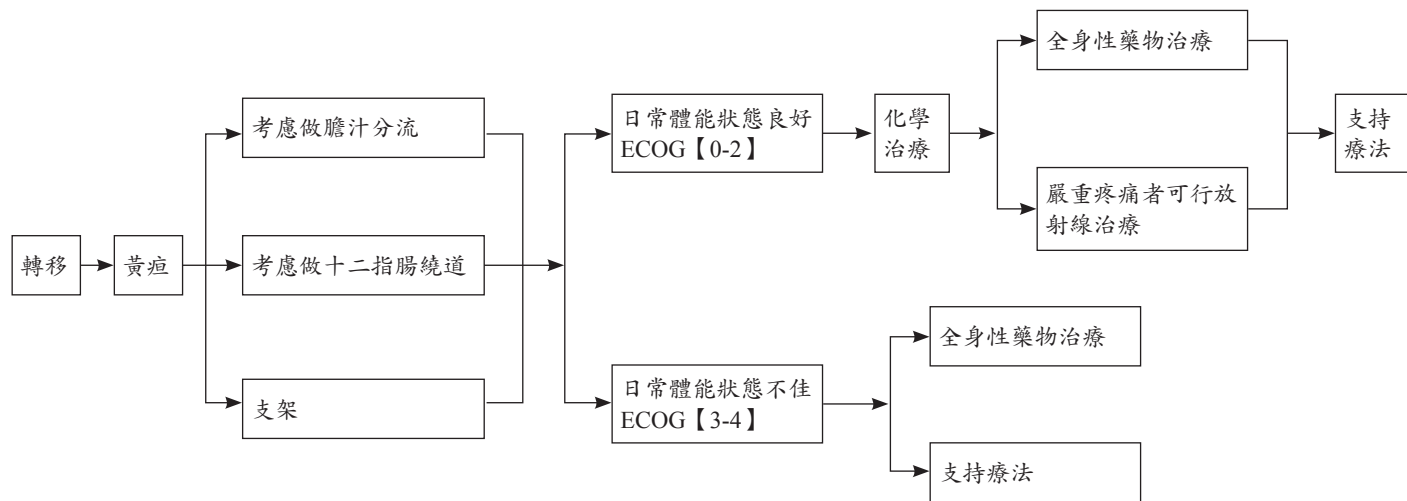 轉移
黃疸
考慮做膽汁分流
考慮做十二指腸繞道
支架
日常體能狀態良好
ECOG【0-2】
化學
治療
全身性藥物治療
嚴重疼痛者可行放
射線治療
支持
療法
日常體能狀態不佳
ECOG【3-4】
全身性藥物治療
支持療法